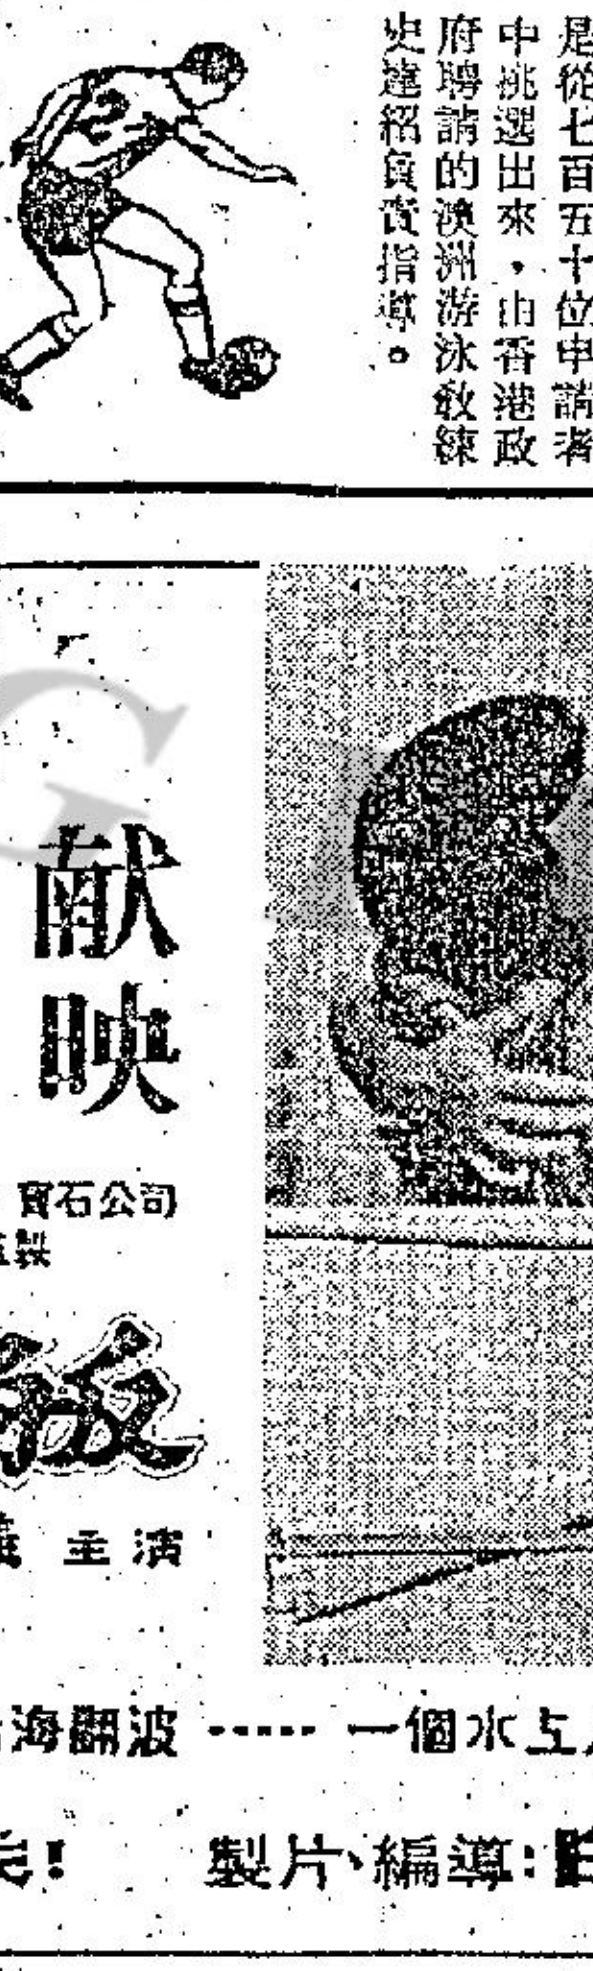 是從七百五十位申請者
中挑選出來，由香港政
府聘請的澳洲游泳教練
史達紹負責指導。
献映
寶石公司
製
主演
海翻波 ····· 一個水上
! 製片、編導：